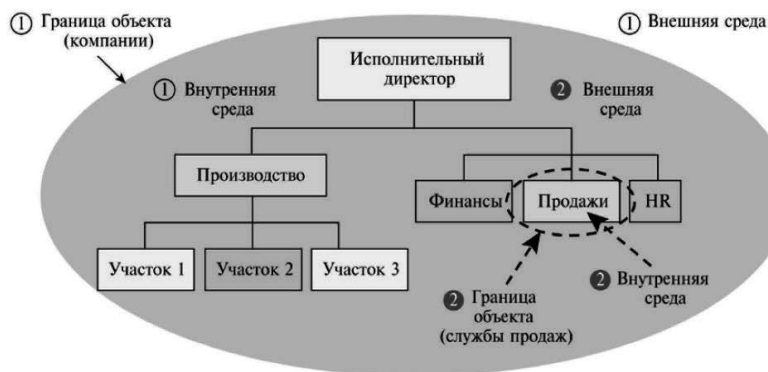 ① Граница объекта
(компании)
① Внешняя среда
Исполнительный
директор
① Внутренняя
среда
❷ Внешняя
среда
Производство
Финансы
Продажи
HR
Участок 1
Участок 2
Участок 3
❷ Граница
объекта
(службы продаж)
❷ Внутренняя
среда